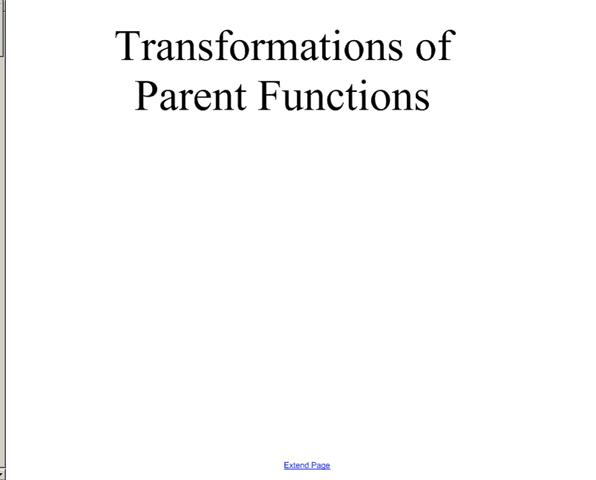 Transformations of
Parent Functions
Extend Page